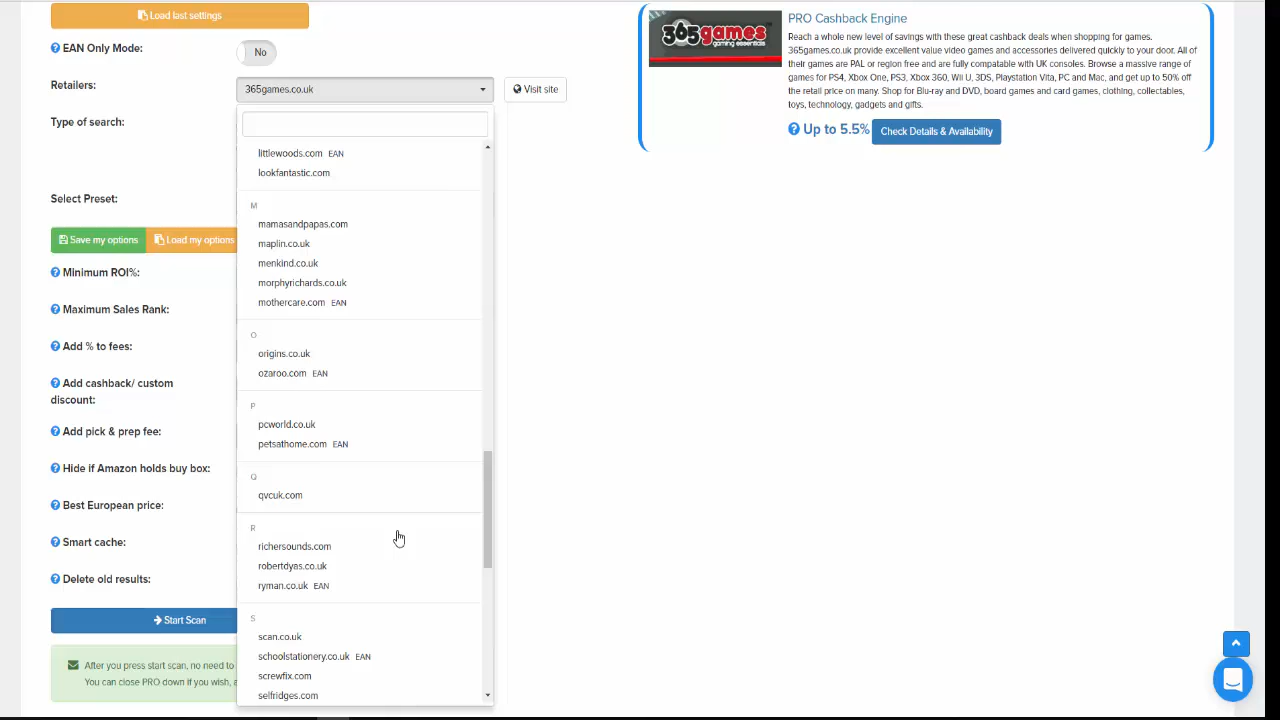 Load last settings
EAN Only Mode:
No
Retailers:
365games.co.uk
Visit site
Type of search:
Select Preset:
Save my options
Load my options
Minimum ROI%:
Maximum Sales Rank:
Add % to fees:
Add cashback/ custom
discount:
Add pick & prep fee:
Hide if Amazon holds buy box:
Best European price:
Smart cache:
Delete old results:
Start Scan
After you press start scan, no need to
You can close PRO down if you wish, a
littlewoods.com EAN
lookfantastic.com
M
mamasandpapas.com
maplin.co.uk
menkind.co.uk
morphyrichards.co.uk
mothercare.com EAN
O
origins.co.uk
ozaroo.com EAN
P
pcworld.co.uk
petsathome.com EAN
Q
qvcuk.com
R
richersounds.com
robertdyas.co.uk
ryman.co.uk EAN
S
scan.co.uk
schoolstationery.co.uk EAN
screwfix.com
selfridges.com
365games
gaming essentials
PRO Cashback Engine
Reach a whole new level of savings with these great cashback deals when shopping for games.
365games.co.uk provide excellent value video games and accessories delivered quickly to your door. All of
their games are PAL or region free and are fully compatable with UK consoles. Browse a massive range of
games for PS4, Xbox One, PS3, Xbox 360, Wii U, 3DS, Playstation Vita, PC and Mac, and get up to 50% off
the retail price on many. Shop for Blu-ray and DVD, board games and card games, clothing, collectables,
toys, technology, gadgets and gifts.
Up to 5.5%
Check Details & Availability